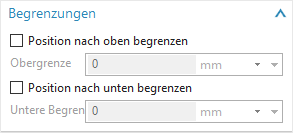 Begrenzungen
Position nach oben begrenzen
Obergrenze 0 mm
Position nach unten begrenzen
Untere Begren 0 mm